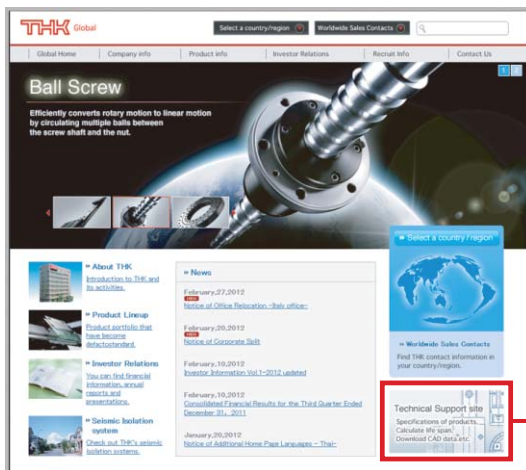 THK Global
Select a country/region
Worldwide Sales Contacts
Global Home
Company info
Product info
Investor Relations
Recruit Info
Contact Us
1 2
Ball Screw
Efficiently converts rotary motion to linear motion
by circulating multiple balls between
the screw shaft and the nut.
About THK
Introduction to THK and
its activities.
Product Lineup
Product portfolio that
have become
defactostandard.
Investor Relations
You can find financial
information, annual
reports and
presentations.
Seismic Isolation
system
Check out THK's seismic
isolation systems.
News
February,27,2012
Notice of Office Relocation -Italy office-
February,20,2012
Notice of Corporate Split
February,10,2012
Investor Information Vol.1-2012 updated
February,10,2012
Consolidated Financial Results for the Third Quarter Ended
December 31, 2011
January,20,2012
Notice of Additional Home Page Languages - Thai-
Select a country/region
Worldwide Sales Contacts
Find THK contact information in
your country/region.
Technical Support site
Specifications of products,
Calculate life span,
Download CAD data etc.